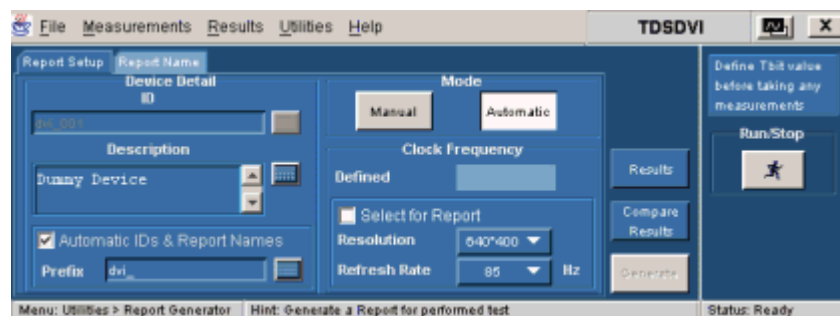 File Measurements Results Utilities Help TDSDVI X
Report Setup Report Name
Device Detail
ID
dvi_001
Description
Dummy Device
Automatic IDs & Report Names
Prefix dvi_
Mode
Manual Automatic
Clock Frequency
Defined
Select for Report
Resolution 640*400
Refresh Rate 85 Hz
Results
Compare
Results
Generate
Define Tbit value
before taking any
measurements
Run/Stop
Menu: Utilities > Report Generator Hint: Generate a Report for performed test Status: Ready